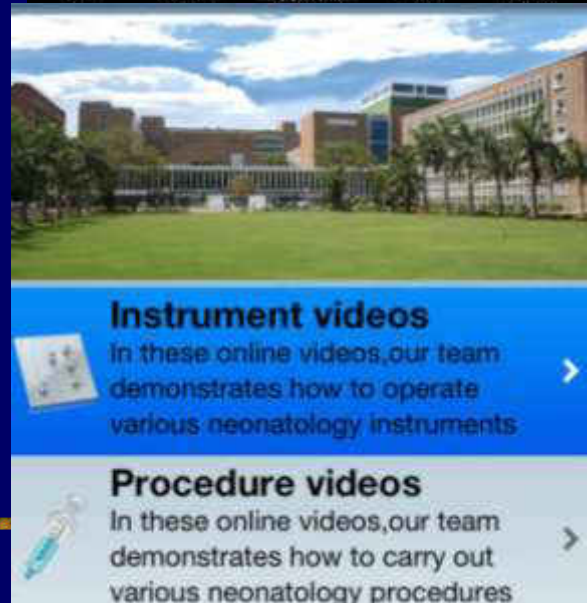 Instrument videos
In these online videos,our team
demonstrates how to operate
various neonatology instruments
Procedure videos
In these online videos,our team
demonstrates how to carry out
various neonatology procedures